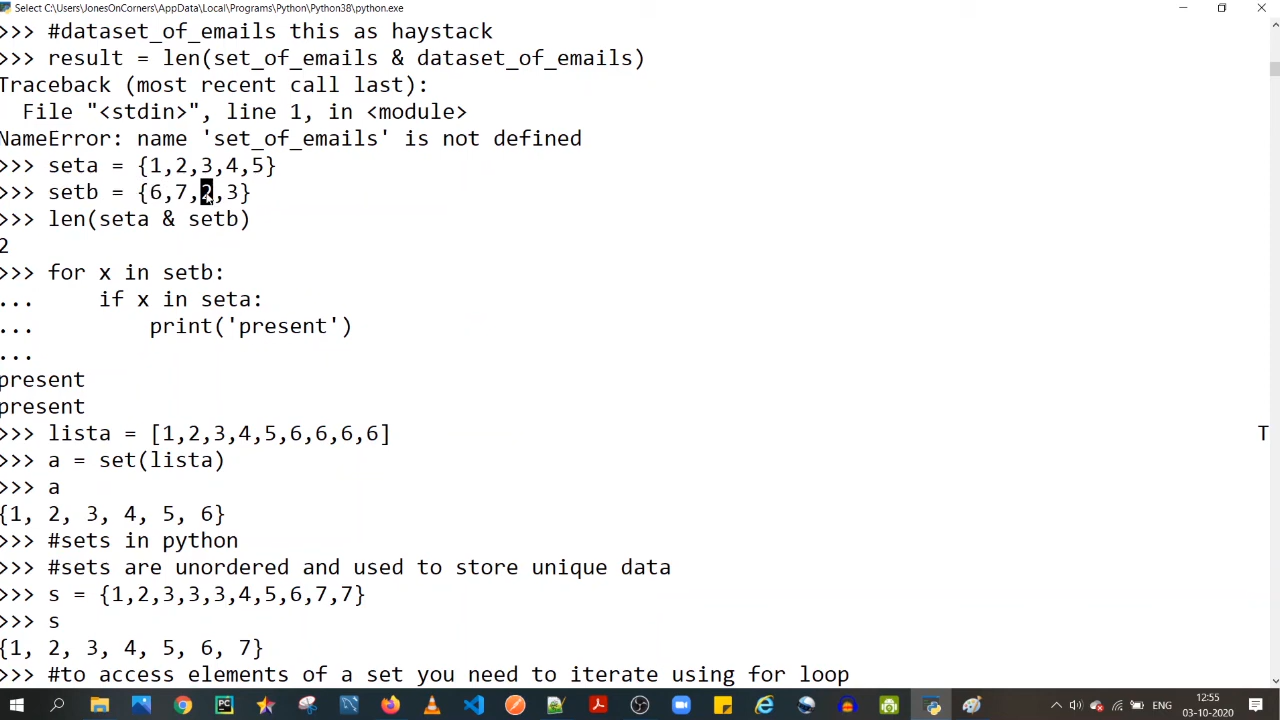 Select C:\Users\JonesOnCorners\AppData\Local\Programs\Python\Python38\python.exe
>>> #dataset_of_emails this as haystack
>>> result = len(set_of_emails & dataset_of_emails)
Traceback (most recent call last):
  File "<stdin>", line 1, in <module>
NameError: name 'set_of_emails' is not defined
>>> seta = {1,2,3,4,5}
>>> setb = {6,7,2,3}
>>> len(seta & setb)
2
>>> for x in setb:
...     if x in seta:
...         print('present')
...
present
present
>>> lista = [1,2,3,4,5,6,6,6,6]
T
>>> a = set(lista)
>>> a
{1, 2, 3, 4, 5, 6}
>>> #sets in python
>>> #sets are unordered and used to store unique data
>>> s = {1,2,3,3,3,4,5,6,7,7}
>>> s
{1, 2, 3, 4, 5, 6, 7}
>>> #to access elements of a set you need to iterate using for loop
ENG
12:55
03-10-2020